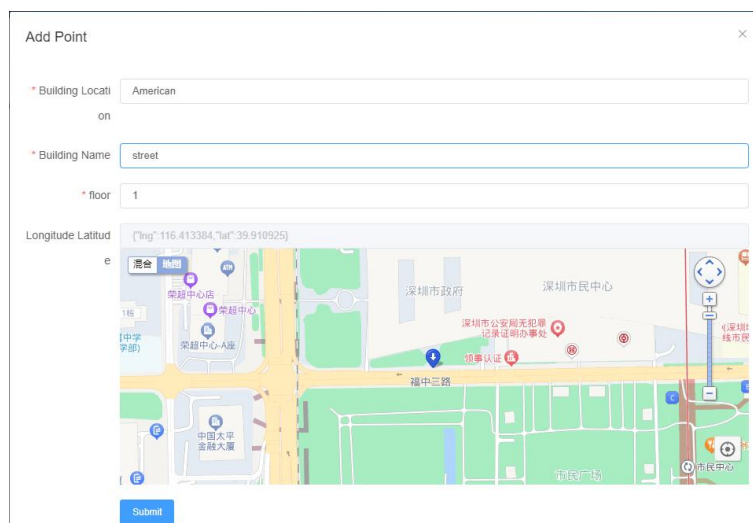 Add Point
* Building Locati
on
American
* Building Name
street
* floor
1
Longitude Latitud
e
{"lng":116.413384,"lat":39.910925}
混合
地图
ATM
荣超中心店
荣超中心
1栋
荣超中心-A座
中国太平
金融大厦
深圳市政府
深圳市民中心
深圳市公安局无犯罪
记录证明办事处
领事认证
福中三路
市民广场
市民中心
C
Submit